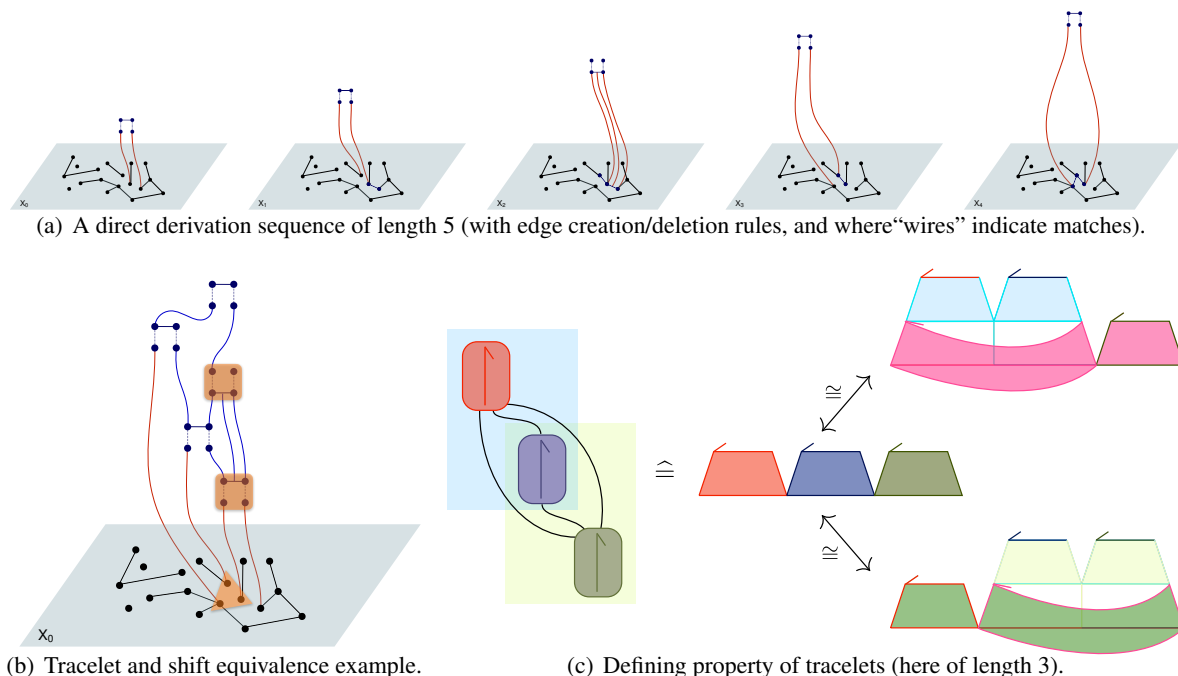 X₀ X₁ X₂ X₃ X₄
(a) A direct derivation sequence of length 5 (with edge creation/deletion rules, and where“wires” indicate matches).
≅
≙
≅
X₀
(b) Tracelet and shift equivalence example.
(c) Defining property of tracelets (here of length 3).